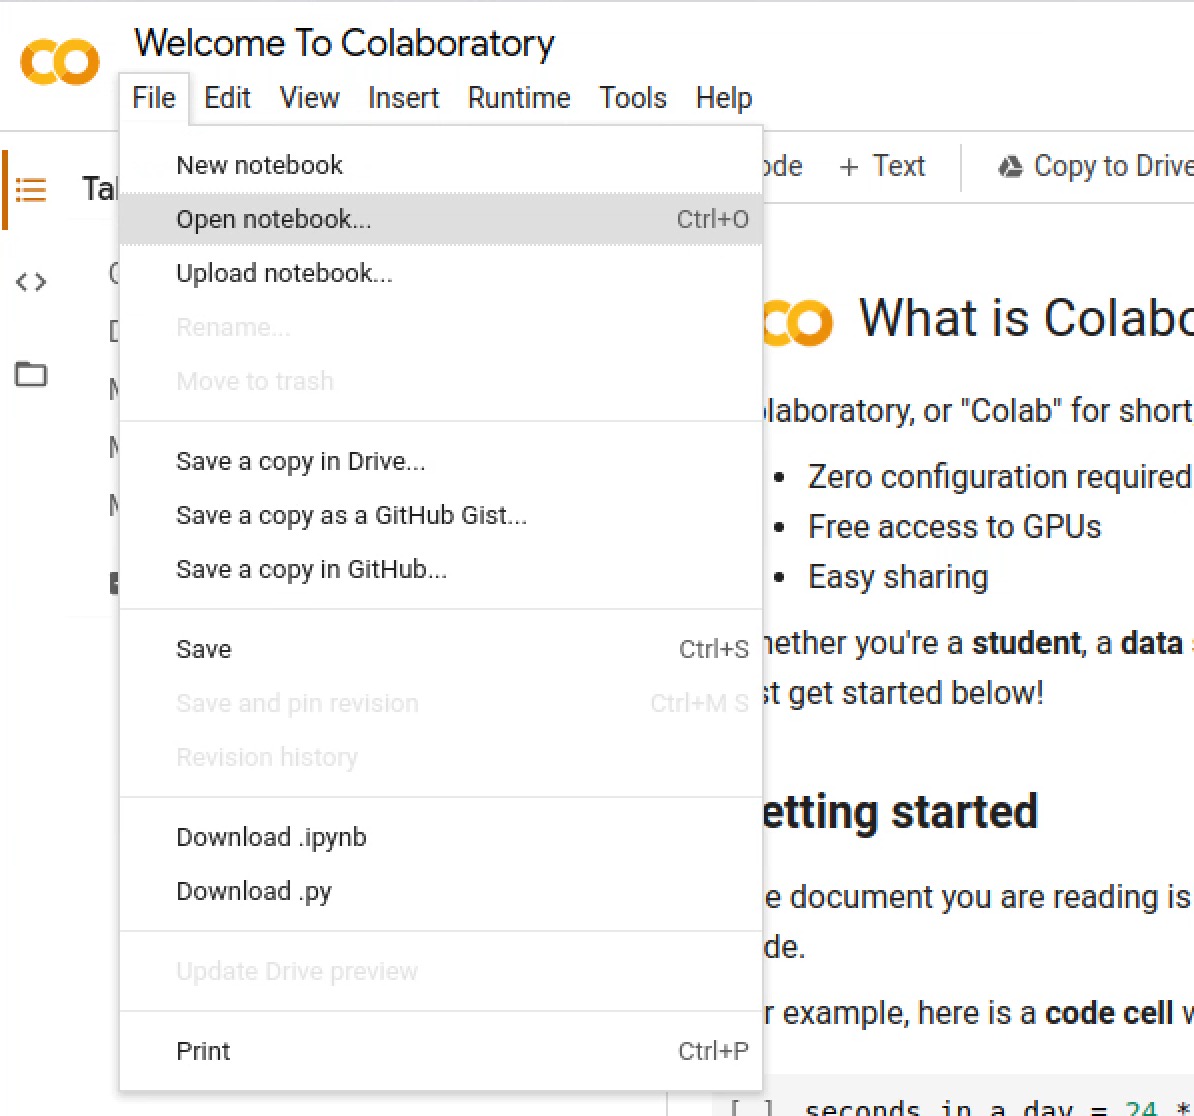 Welcome To Colaboratory
File Edit View Insert Runtime Tools Help
+ Text Copy to Drive
New notebook
Open notebook... Ctrl+O
Upload notebook...
Rename...
Move to trash
Save a copy in Drive...
Save a copy as a GitHub Gist...
Save a copy in GitHub...
Save Ctrl+S
Save and pin revision Ctrl+M S
Revision history
Download .ipynb
Download .py
Update Drive preview
Print Ctrl+P
What is Colabo
laboratory, or "Colab" for short,
• Zero configuration required
• Free access to GPUs
• Easy sharing
hether you're a student, a data
st get started below!
etting started
e document you are reading is
de.
r example, here is a code cell w
[ ] seconds_in_a_day = 24 *